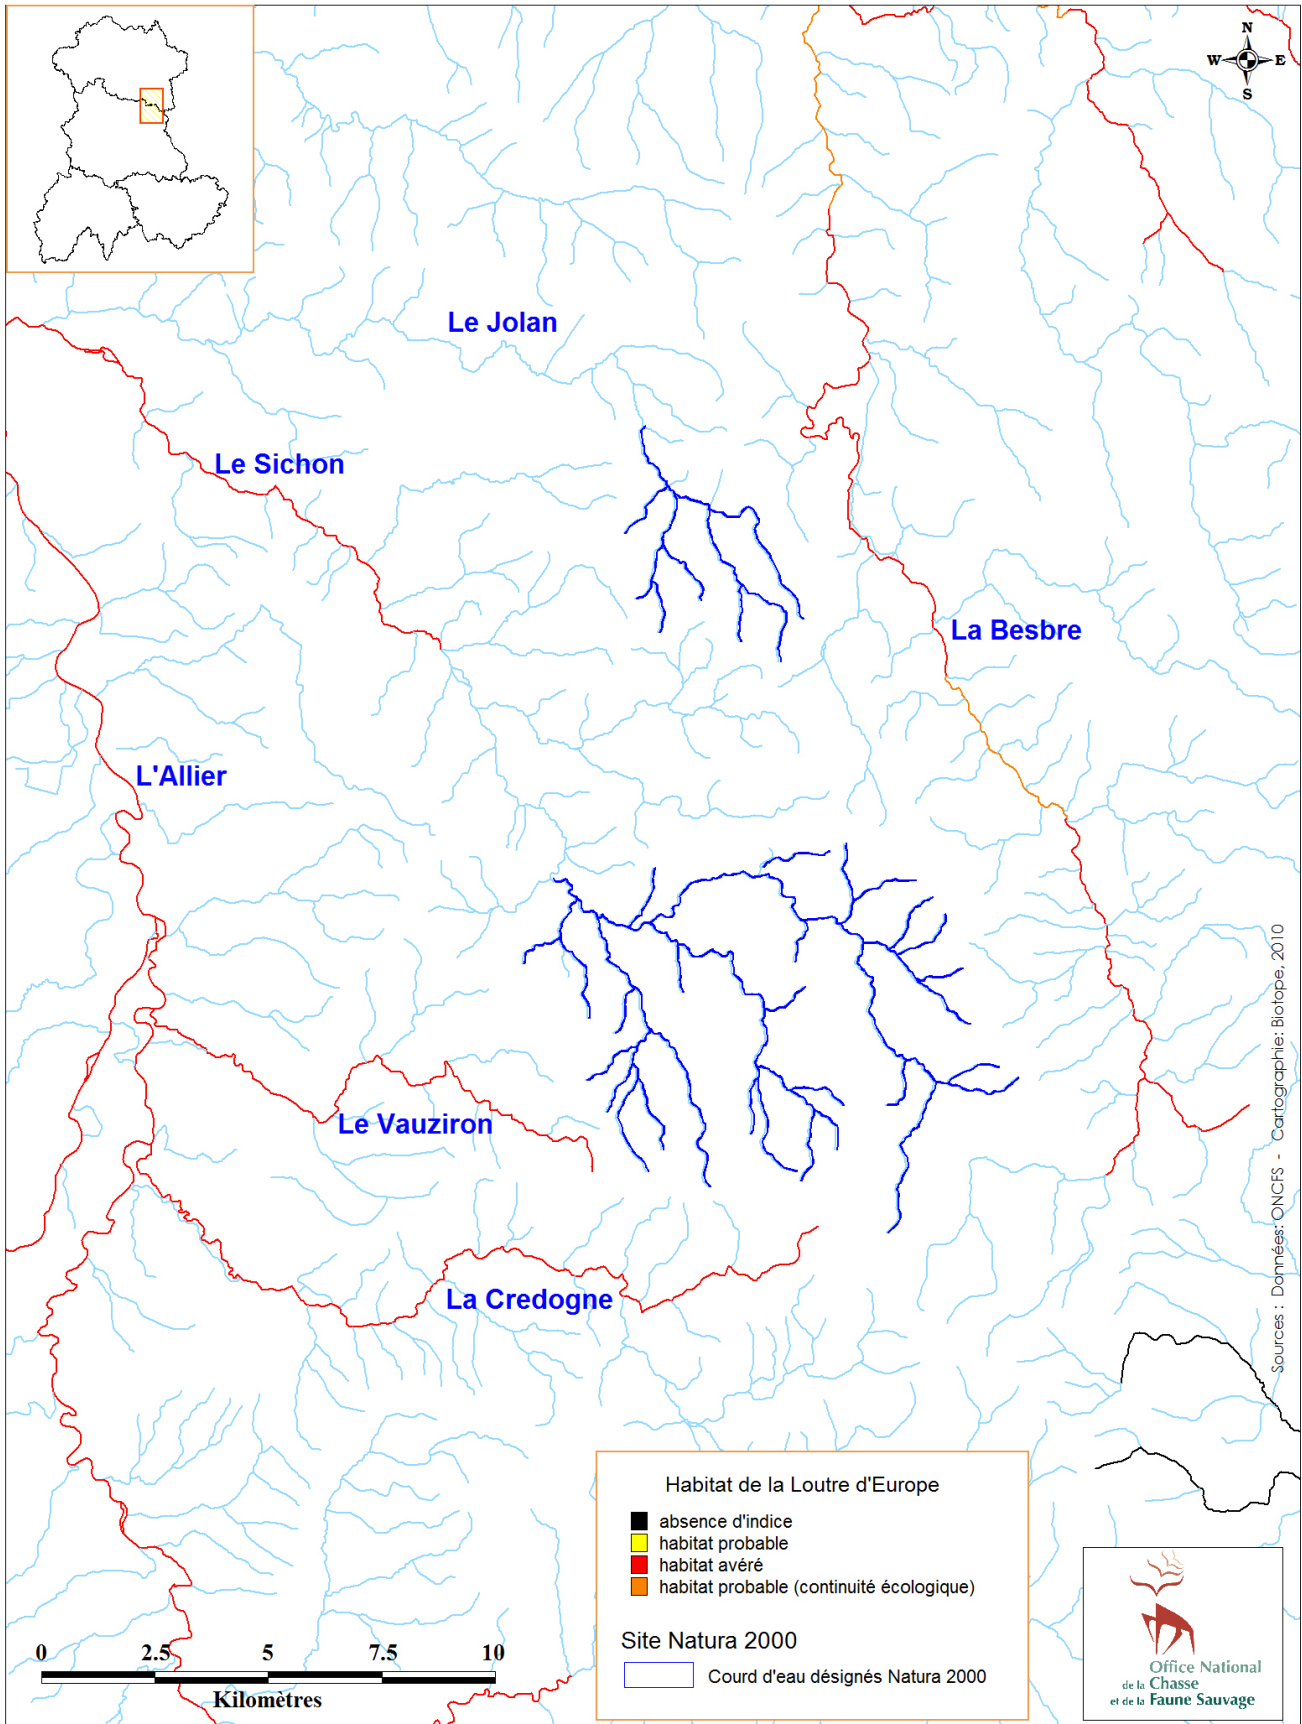 N
W E
S
Le Jolan
Le Sichon
La Besbre
L'Allier
Le Vauziron
La Credogne
Sources : Données: ONCFS - Cartographie: Biotope, 2010
Habitat de la Loutre d'Europe
absence d'indice
habitat probable
habitat avéré
habitat probable (continuité écologique)
Site Natura 2000
Courd d'eau désignés Natura 2000
0 2.5 5 7.5 10
Kilomètres
Office National
de la Chasse
et de la Faune Sauvage